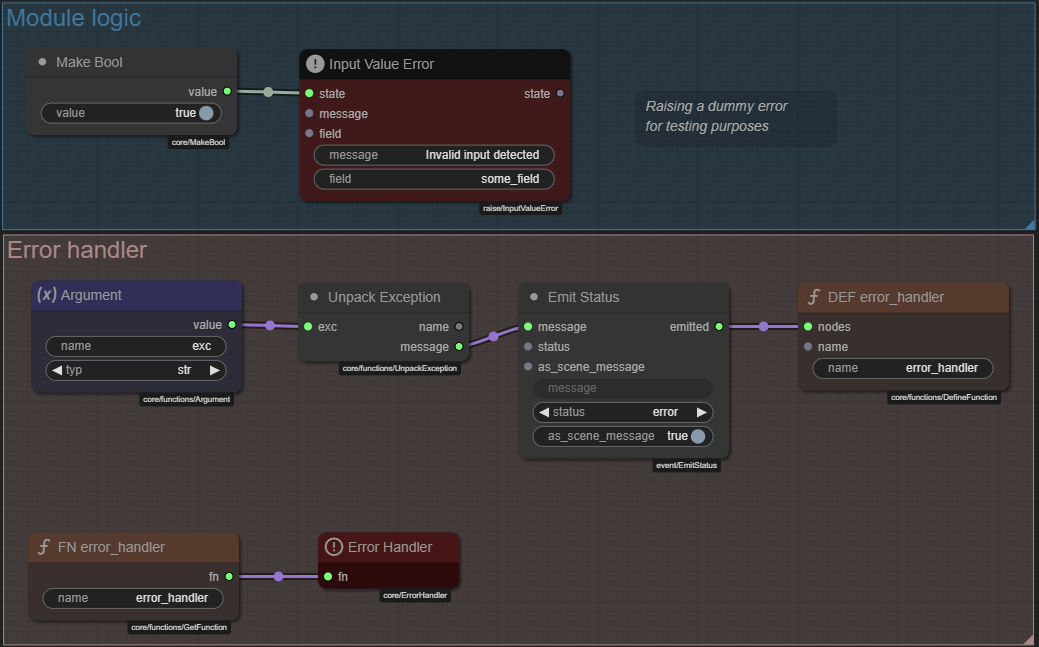 Module logic
Make Bool
value
value true
core/MakeBool
Input Value Error
state state
message
field
message Invalid input detected
field some_field
raise/InputValueError
Raising a dummy error
for testing purposes
Error handler
(x) Argument
value
name exc
typ str
core/functions/Argument
Unpack Exception
exc name
message
core/functions/UnpackException
Emit Status
message emitted
status
as_scene_message
message
status error
as_scene_message true
event/EmitStatus
DEF error_handler
nodes
name
name error_handler
core/functions/DefineFunction
FN error_handler
fn
name error_handler
core/functions/GetFunction
Error Handler
fn
core/ErrorHandler